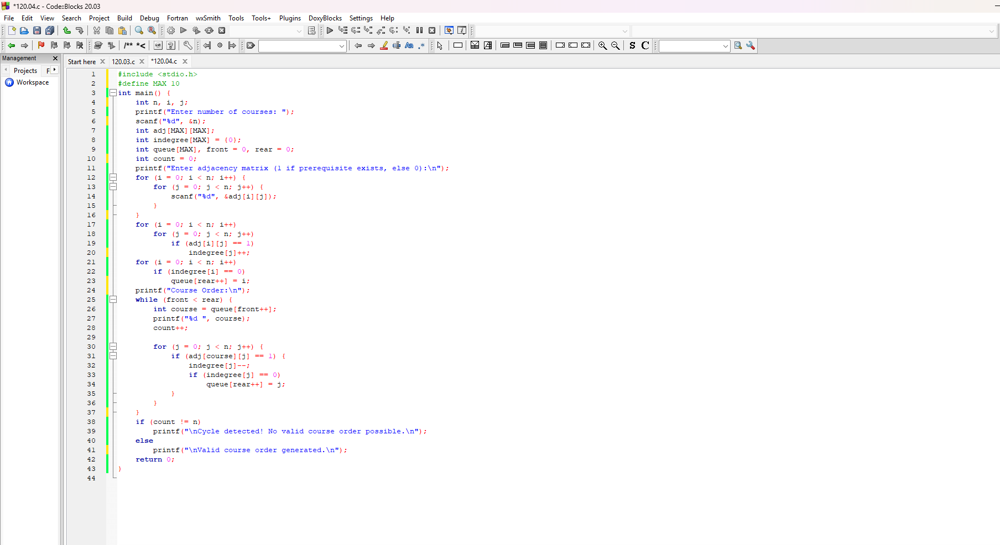 *120.04.c - Code::Blocks 20.03
File Edit View Search Project Build Debug Fortran wxSmith Tools Tools+ Plugins DoxyBlocks Settings Help
/** *<
Aa .*
S C
Management
Start here 120.03.c *120.04.c
Projects F
Workspace
1 #include <stdio.h>
2 #define MAX 10
3 int main() {
4     int n, i, j;
5     printf("Enter number of courses: ");
6     scanf("%d", &n);
7     int adj[MAX][MAX];
8     int indegree[MAX] = {0};
9     int queue[MAX], front = 0, rear = 0;
10     int count = 0;
11     printf("Enter adjacency matrix (1 if prerequisite exists, else 0):\n");
12     for (i = 0; i < n; i++) {
13         for (j = 0; j < n; j++) {
14             scanf("%d", &adj[i][j]);
15         }
16     }
17     for (i = 0; i < n; i++)
18         for (j = 0; j < n; j++)
19             if (adj[i][j] == 1)
20                 indegree[j]++;
21     for (i = 0; i < n; i++)
22         if (indegree[i] == 0)
23             queue[rear++] = i;
24     printf("Course Order:\n");
25     while (front < rear) {
26         int course = queue[front++];
27         printf("%d ", course);
28         count++;
29
30         for (j = 0; j < n; j++) {
31             if (adj[course][j] == 1) {
32                 indegree[j]--;
33                 if (indegree[j] == 0)
34                     queue[rear++] = j;
35             }
36         }
37     }
38     if (count != n)
39         printf("\nCycle detected! No valid course order possible.\n");
40     else
41         printf("\nValid course order generated.\n");
42     return 0;
43 }
44